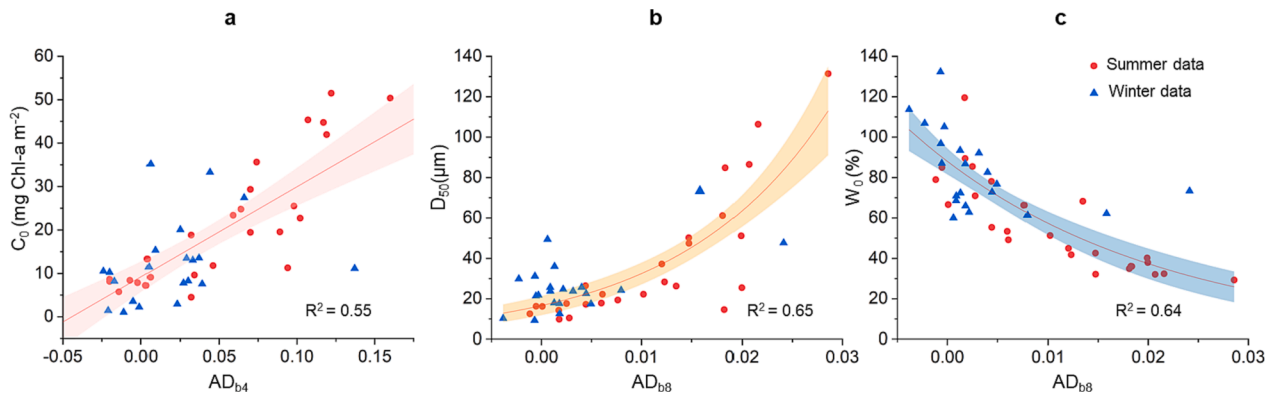 a
b
c
C₀ (mg Chl-a m⁻²)
60
50
40
30
20
10
0
-0.05
0.00
0.05
0.10
0.15
AD_b4
R² = 0.55
D₅₀(µm)
140
120
100
80
60
40
20
0
0.00
0.01
0.02
0.03
AD_b8
R² = 0.65
W₀(%)
140
120
100
80
60
40
20
0
0.00
0.01
0.02
0.03
AD_b8
R² = 0.64
Summer data
Winter data